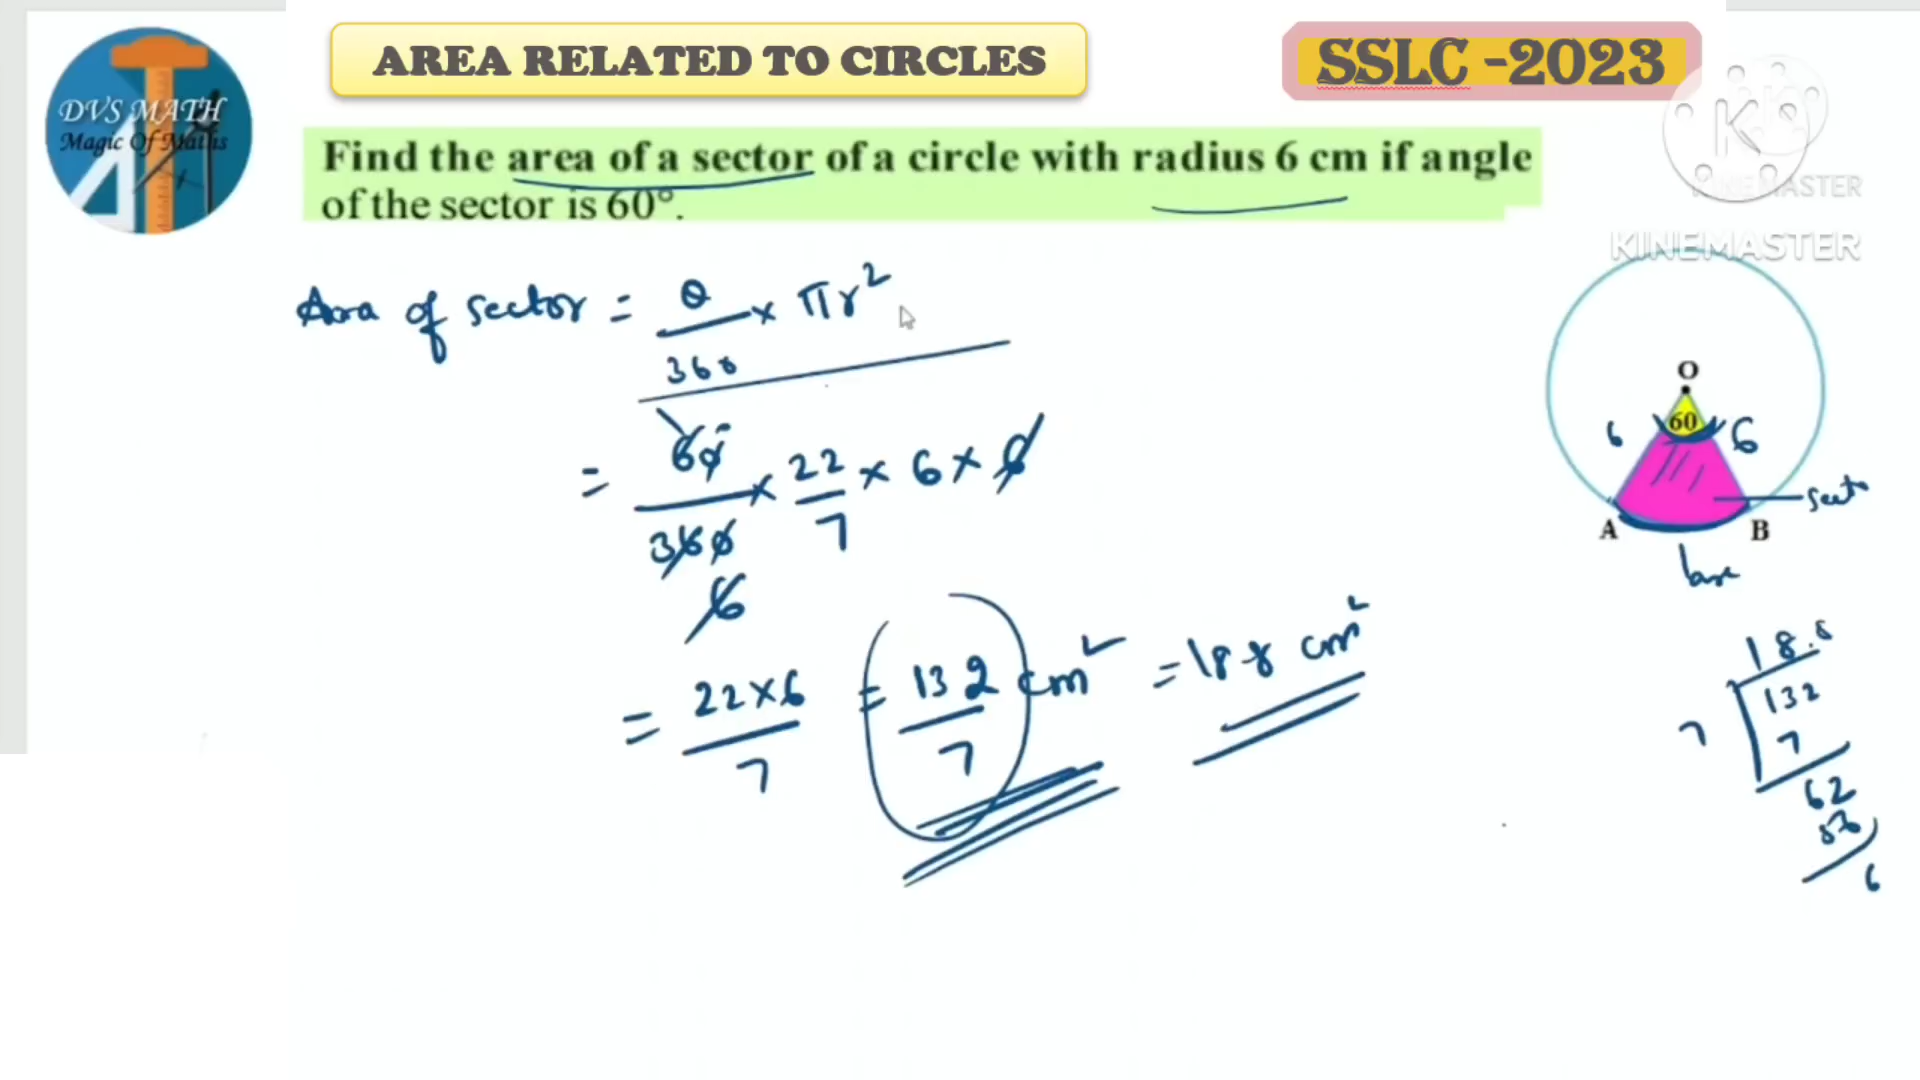 AREA RELATED TO CIRCLES
SSLC -2023
DVS MATH
Magic Of Maths
KINEMASTER
KINEMASTER
Find the area of a sector of a circle with radius 6 cm if angle
of the sector is 60°.
Area of sector = θ/360 × πr²
= 60/360 × 22/7 × 6 × 6
6
= 22×6/7 = 132/7 cm² = 18.8 cm²
O
60
6 6
A B
18.8
7 132
7
62
56
6